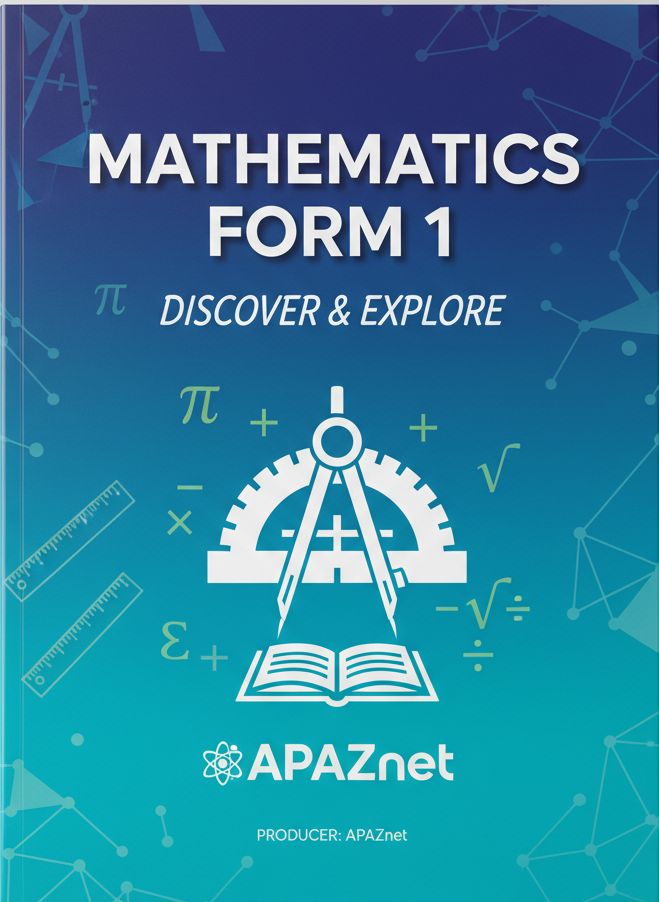 MATHEMATICS
FORM 1
π
DISCOVER & EXPLORE
π + +
√
−
×
−√÷
ε +
÷
APAZnet
PRODUCER: APAZnet